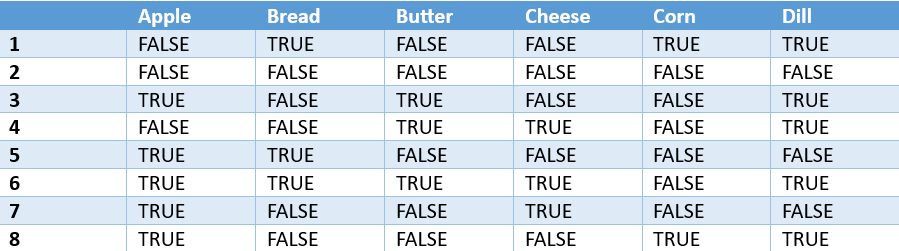 Apple Bread Butter Cheese Corn Dill
1 FALSE TRUE FALSE FALSE TRUE TRUE
2 FALSE FALSE FALSE FALSE FALSE FALSE
3 TRUE FALSE TRUE FALSE FALSE TRUE
4 FALSE FALSE TRUE TRUE FALSE TRUE
5 TRUE TRUE FALSE FALSE FALSE FALSE
6 TRUE TRUE TRUE TRUE FALSE TRUE
7 TRUE FALSE FALSE TRUE FALSE FALSE
8 TRUE FALSE FALSE FALSE TRUE TRUE